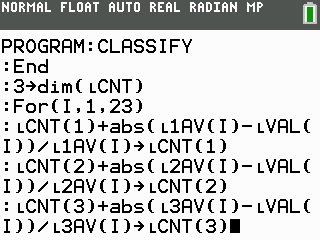 NORMAL FLOAT AUTO REAL RADIAN MP
PROGRAM:CLASSIFY
:End
:3→dim(ʟCNT)
:For(I,1,23)
:ʟCNT(1)+abs(ʟ1AV(I)-ʟVAL(
I))/ʟ1AV(I)→ʟCNT(1)
:ʟCNT(2)+abs(ʟ2AV(I)-ʟVAL(
I))/ʟ2AV(I)→ʟCNT(2)
:ʟCNT(3)+abs(ʟ3AV(I)-ʟVAL(
I))/ʟ3AV(I)→ʟCNT(3)